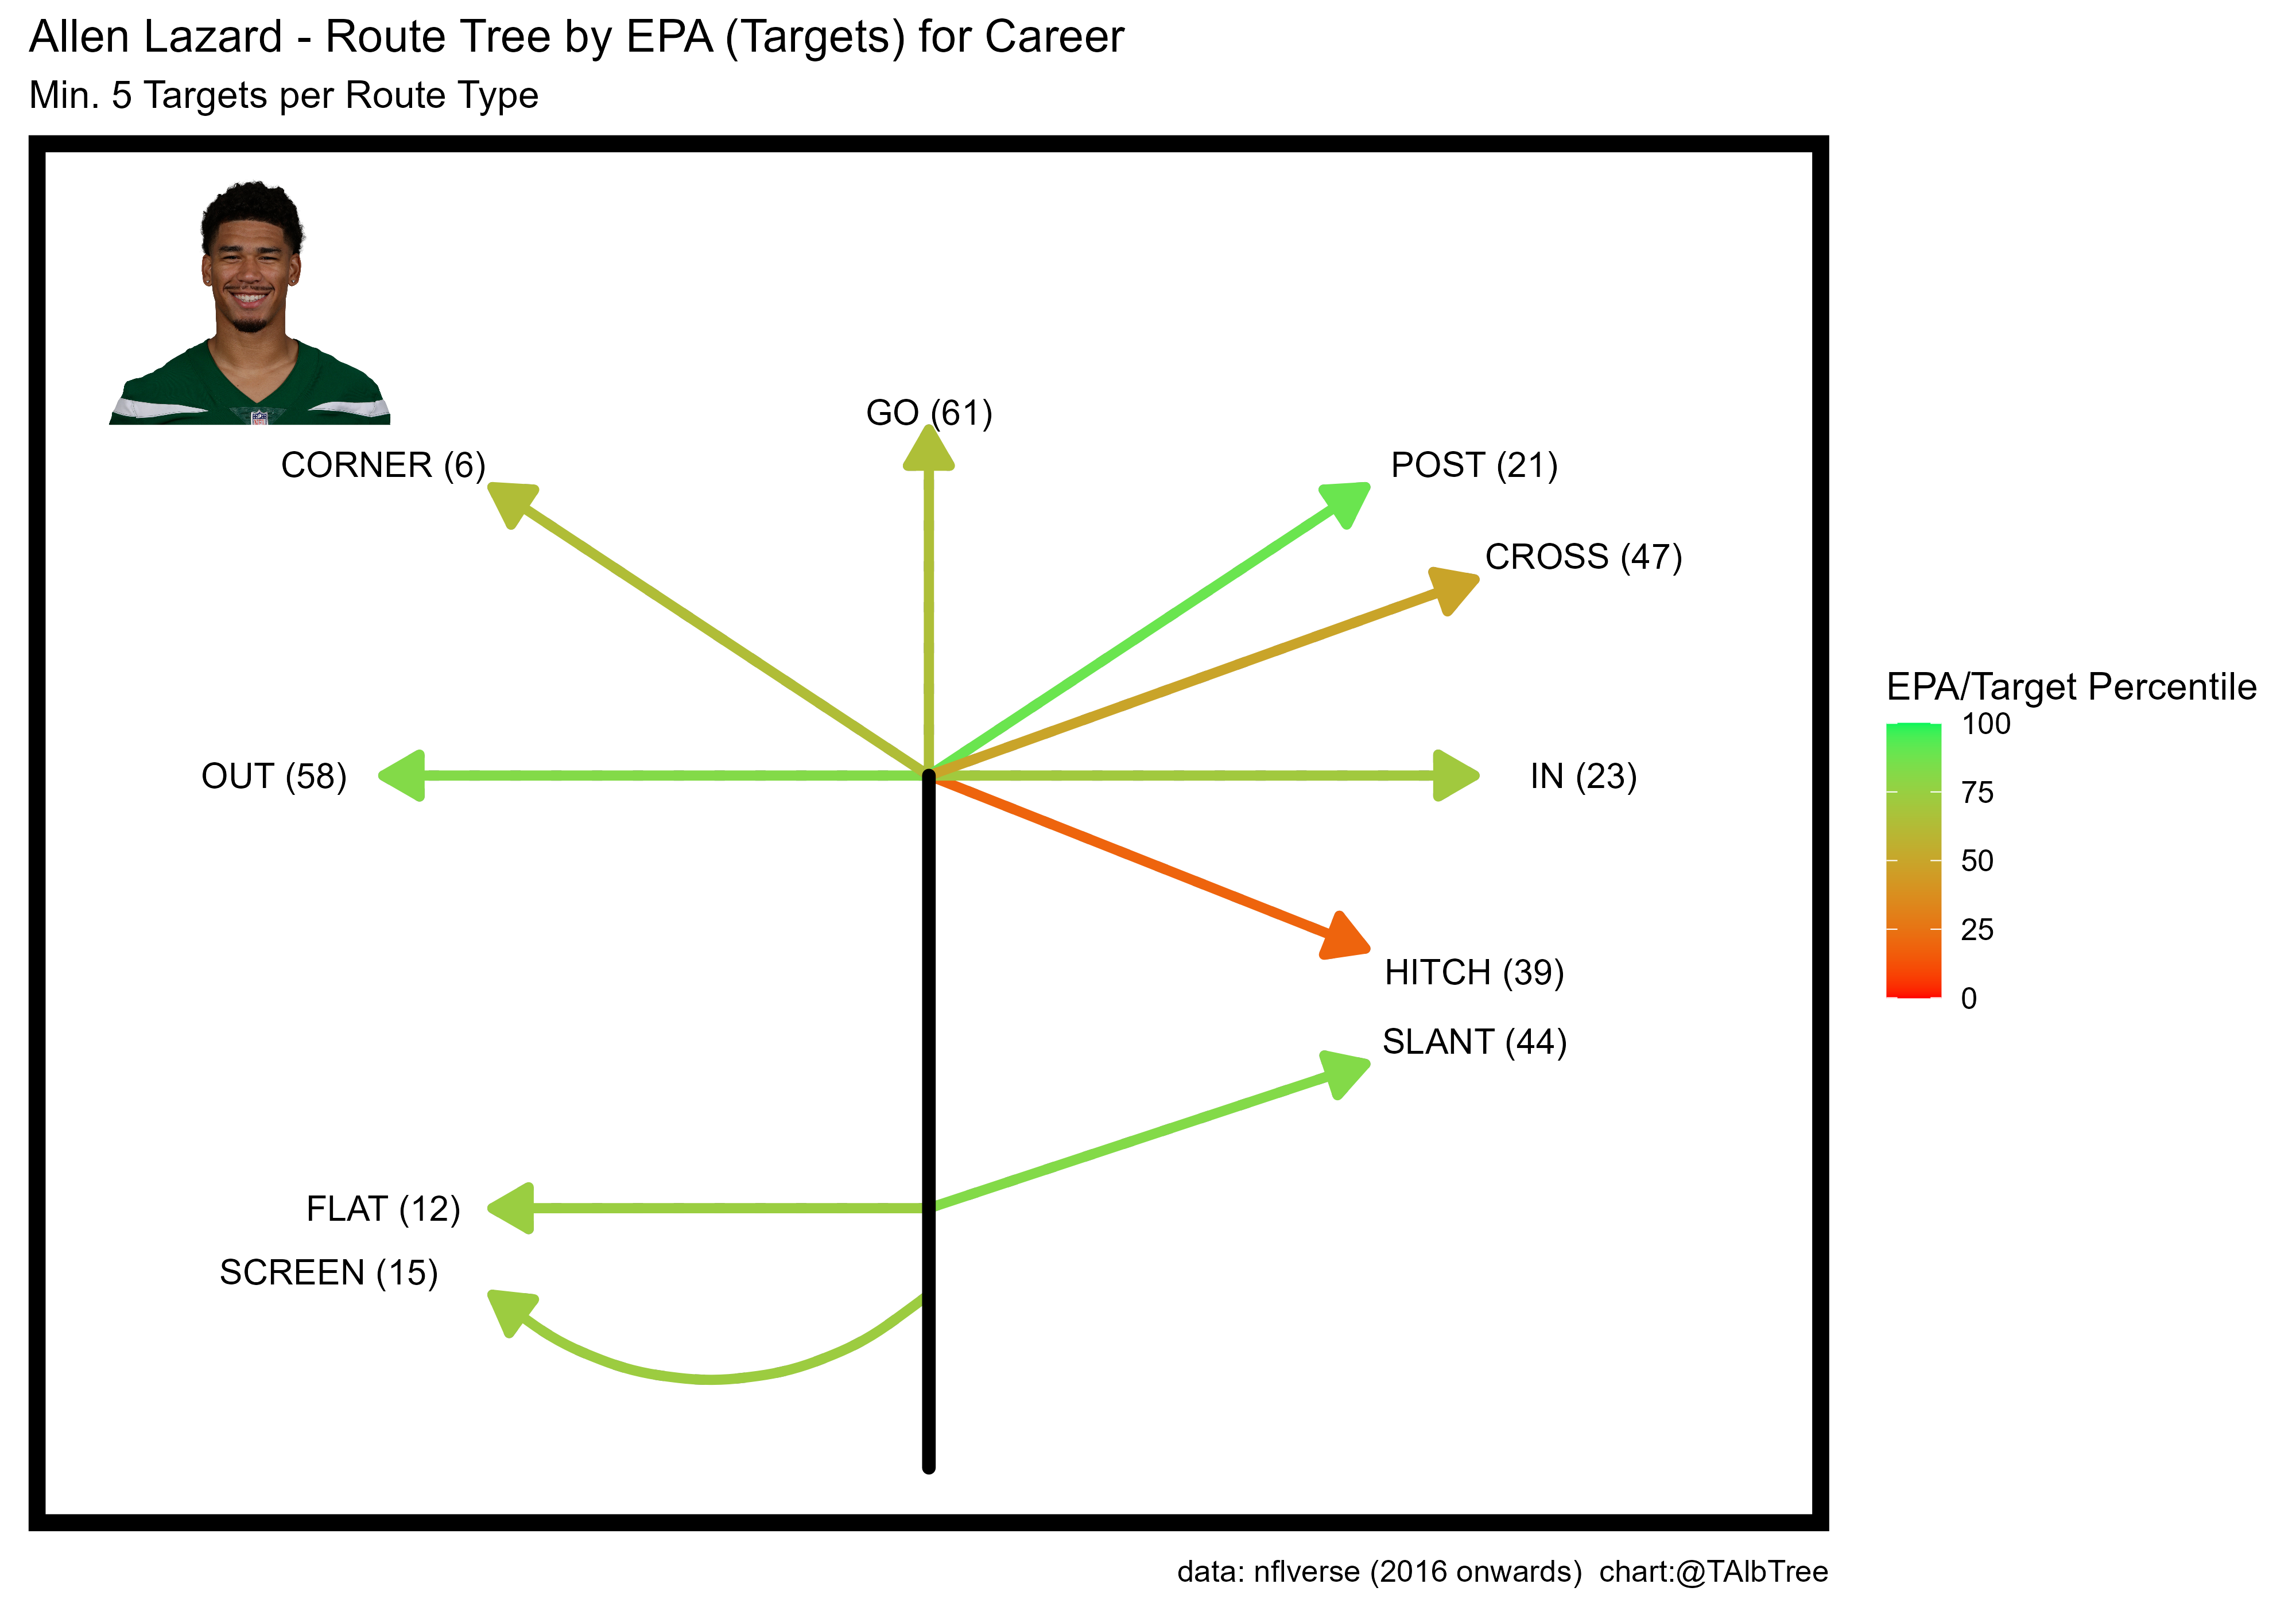 Allen Lazard - Route Tree by EPA (Targets) for Career
Min. 5 Targets per Route Type
GO (61)
CORNER (6)
POST (21)
CROSS (47)
OUT (58)
IN (23)
HITCH (39)
SLANT (44)
FLAT (12)
SCREEN (15)
EPA/Target Percentile
100
75
50
25
0
data: nflverse (2016 onwards)  chart:@TAlbTree